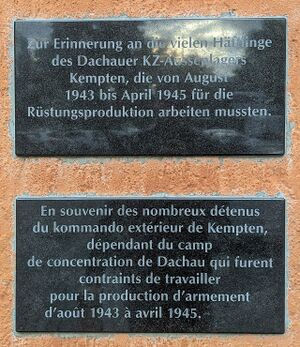 Zur Erinnerung an die vielen Häftlinge
des Dachauer KZ-Aussenlagers
Kempten, die von August
1943 bis April 1945 für die
Rüstungsproduktion arbeiten mussten.
En souvenir des nombreux détenus
du kommando extérieur de Kempten,
dépendant du camp
de concentration de Dachau qui furent
contraints de travailler
pour la production d'armement
d'août 1943 à avril 1945.